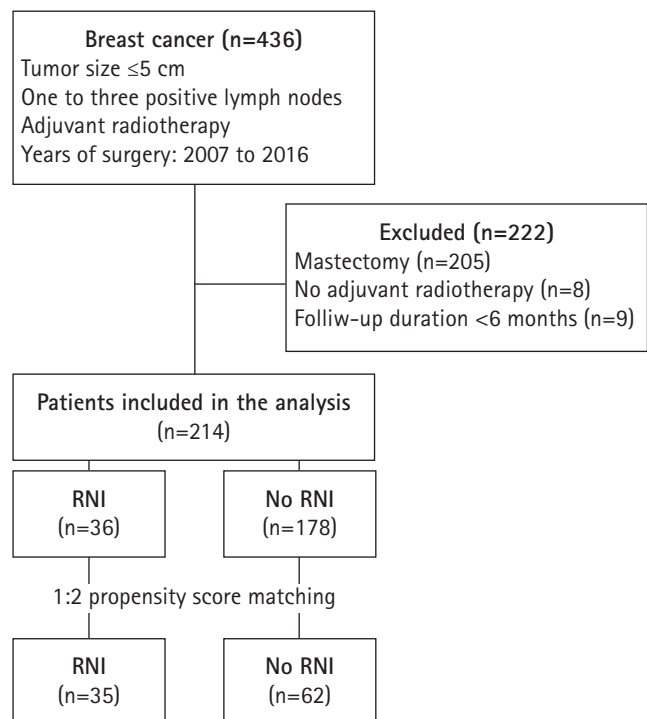 Breast cancer (n=436)
Tumor size ≤5 cm
One to three positive lymph nodes
Adjuvant radiotherapy
Years of surgery: 2007 to 2016
Excluded (n=222)
Mastectomy (n=205)
No adjuvant radiotherapy (n=8)
Folliw-up duration <6 months (n=9)
Patients included in the analysis
(n=214)
RNI
(n=36)
No RNI
(n=178)
1:2 propensity score matching
RNI
(n=35)
No RNI
(n=62)